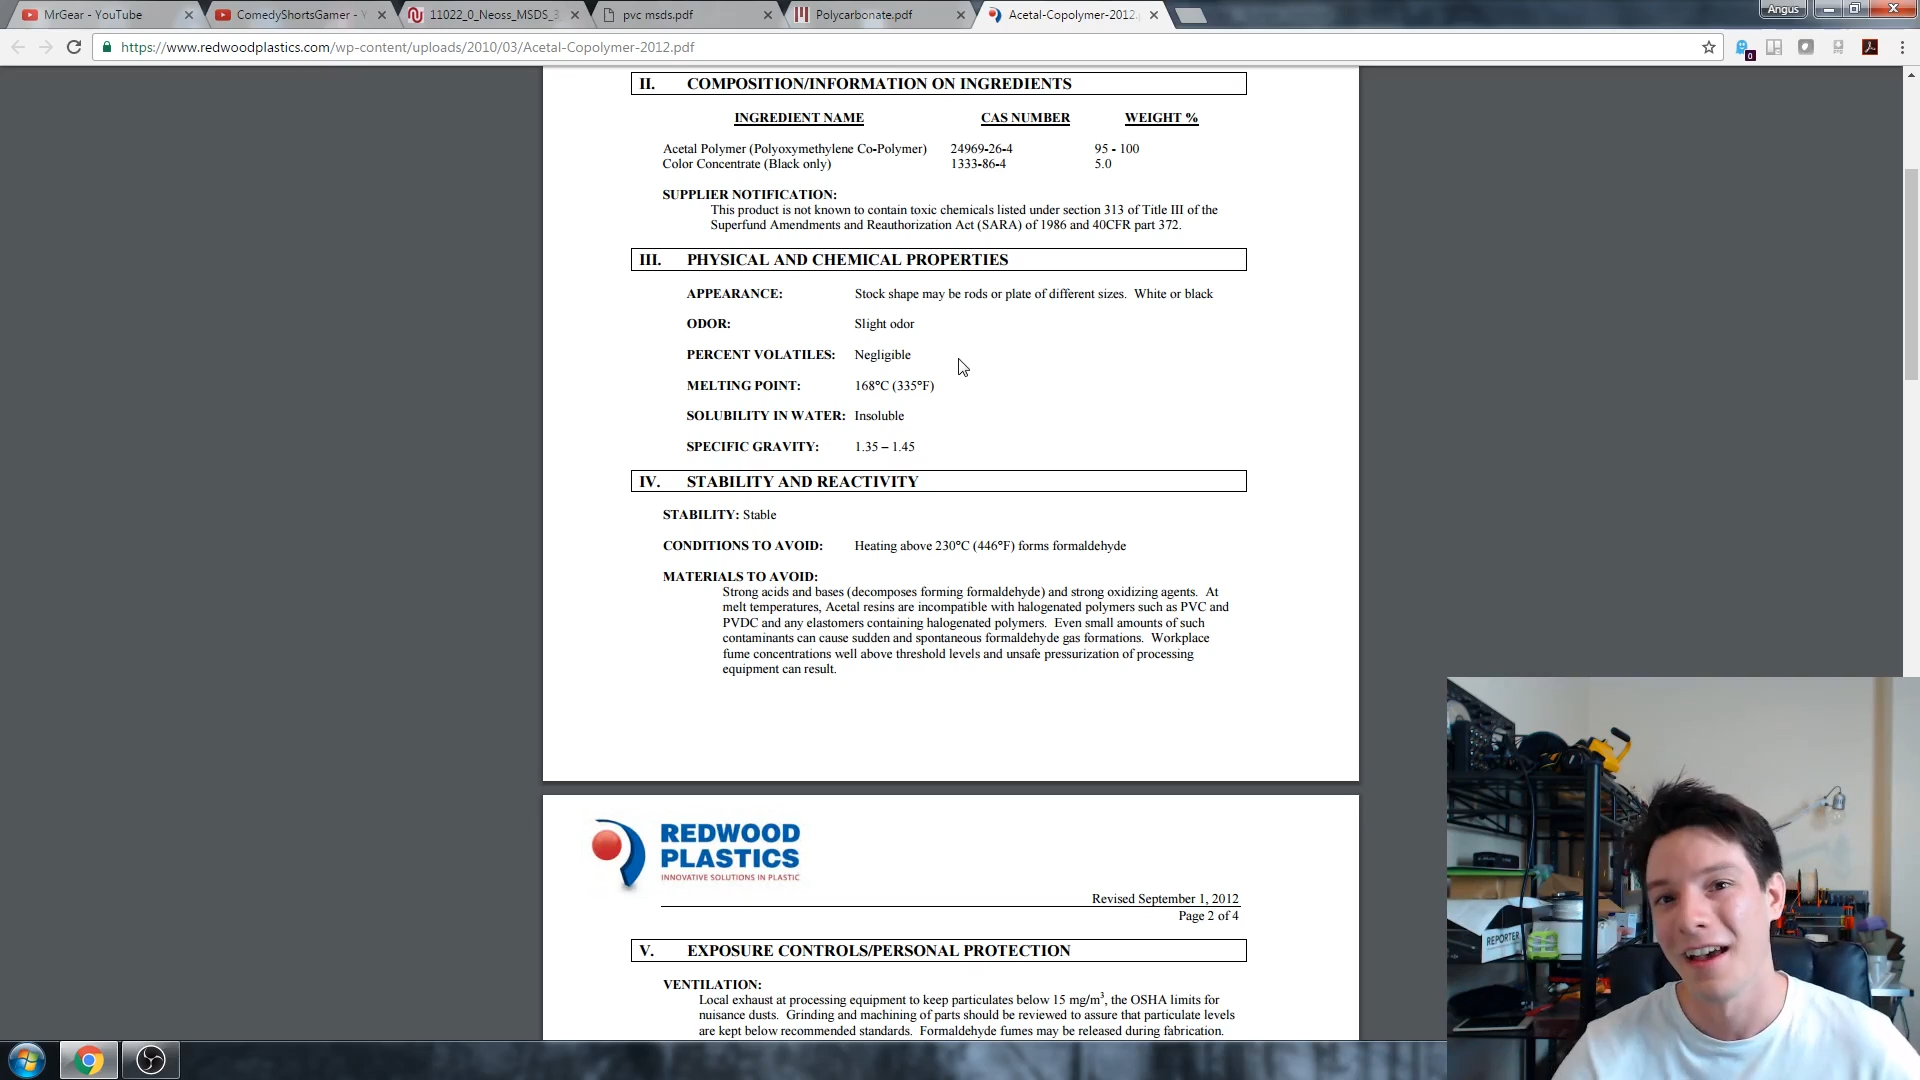 MrGear - YouTube
ComedyShortsGamer - Y
11022_0_Neoss_MSDS_3
pvc msds.pdf
Polycarbonate.pdf
Acetal-Copolymer-2012.
Angus
https://www.redwoodplastics.com/wp-content/uploads/2010/03/Acetal-Copolymer-2012.pdf
0
II. COMPOSITION/INFORMATION ON INGREDIENTS
INGREDIENT NAME CAS NUMBER WEIGHT %
Acetal Polymer (Polyoxymethylene Co-Polymer) 24969-26-4 95 - 100
Color Concentrate (Black only) 1333-86-4 5.0
SUPPLIER NOTIFICATION:
This product is not known to contain toxic chemicals listed under section 313 of Title III of the
Superfund Amendments and Reauthorization Act (SARA) of 1986 and 40CFR part 372.
III. PHYSICAL AND CHEMICAL PROPERTIES
APPEARANCE: Stock shape may be rods or plate of different sizes. White or black
ODOR: Slight odor
PERCENT VOLATILES: Negligible
MELTING POINT: 168°C (335°F)
SOLUBILITY IN WATER: Insoluble
SPECIFIC GRAVITY: 1.35 – 1.45
IV. STABILITY AND REACTIVITY
STABILITY: Stable
CONDITIONS TO AVOID: Heating above 230°C (446°F) forms formaldehyde
MATERIALS TO AVOID:
Strong acids and bases (decomposes forming formaldehyde) and strong oxidizing agents. At
melt temperatures, Acetal resins are incompatible with halogenated polymers such as PVC and
PVDC and any elastomers containing halogenated polymers. Even small amounts of such
contaminants can cause sudden and spontaneous formaldehyde gas formations. Workplace
fume concentrations well above threshold levels and unsafe pressurization of processing
equipment can result.
REDWOOD
PLASTICS
INNOVATIVE SOLUTIONS IN PLASTIC
Revised September 1, 2012
Page 2 of 4
V. EXPOSURE CONTROLS/PERSONAL PROTECTION
VENTILATION:
Local exhaust at processing equipment to keep particulates below 15 mg/m³, the OSHA limits for
nuisance dusts. Grinding and machining of parts should be reviewed to assure that particulate levels
are kept below recommended standards. Formaldehyde fumes may be released during fabrication.
REPORTER